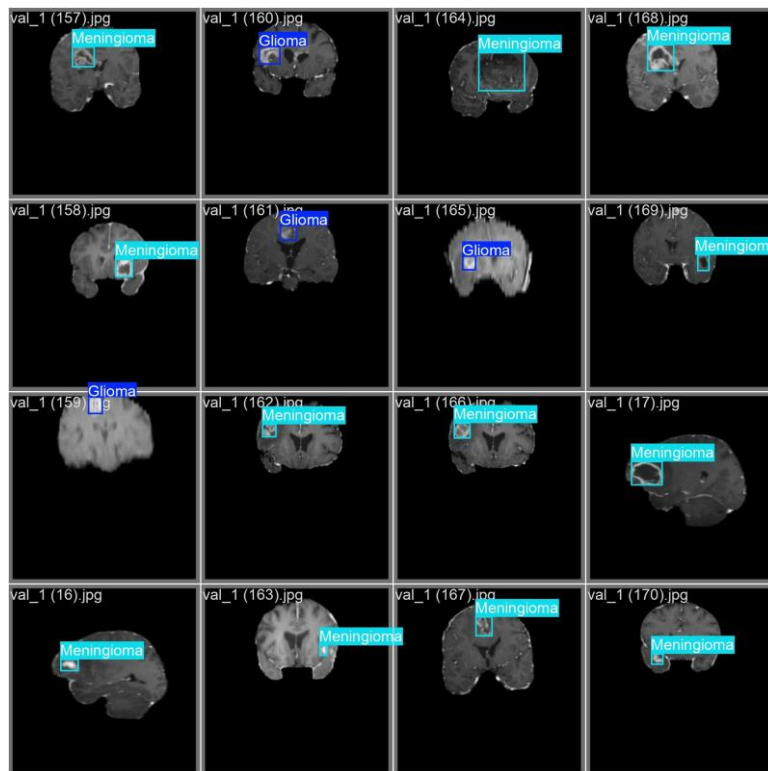 val_1 (157).jpg
Meningioma
val_1 (160).jpg
Glioma
val_1 (164).jpg
Meningioma
val_1 (168).jpg
Meningioma
val_1 (158).jpg
Meningioma
val_1 (161).jpg
Glioma
val_1 (165).jpg
Glioma
val_1 (169).jpg
Meningioma
val_1 (159).jpg
Glioma
val_1 (162).jpg
Meningioma
val_1 (166).jpg
Meningioma
val_1 (17).jpg
Meningioma
val_1 (16).jpg
Meningioma
val_1 (163).jpg
Meningioma
val_1 (167).jpg
Meningioma
val_1 (170).jpg
Meningioma